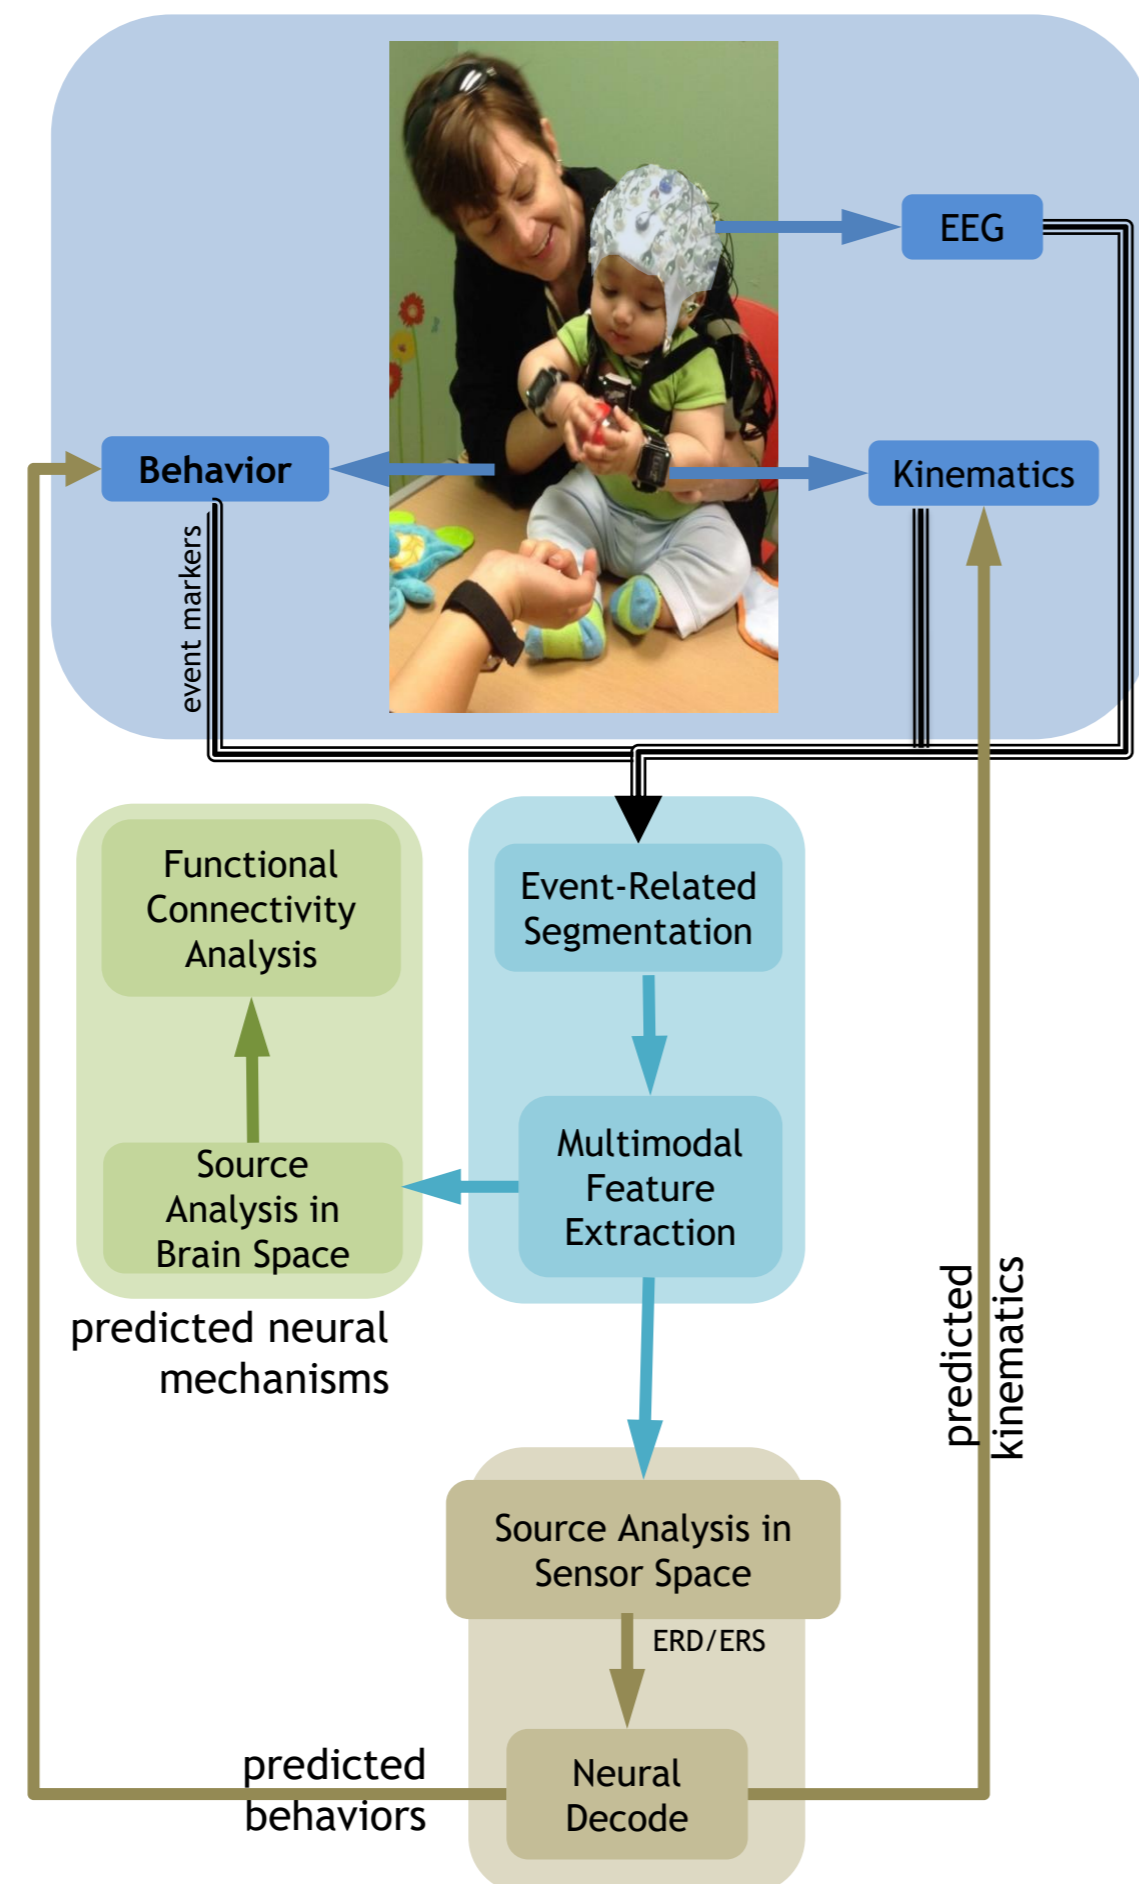 EEG
Behavior
Kinematics
event markers
Functional
Connectivity
Analysis
Event-Related
Segmentation
Source
Analysis in
Brain Space
Multimodal
Feature
Extraction
predicted neural
mechanisms
predicted
kinematics
Source Analysis in
Sensor Space
ERD/ERS
predicted
behaviors
Neural
Decode